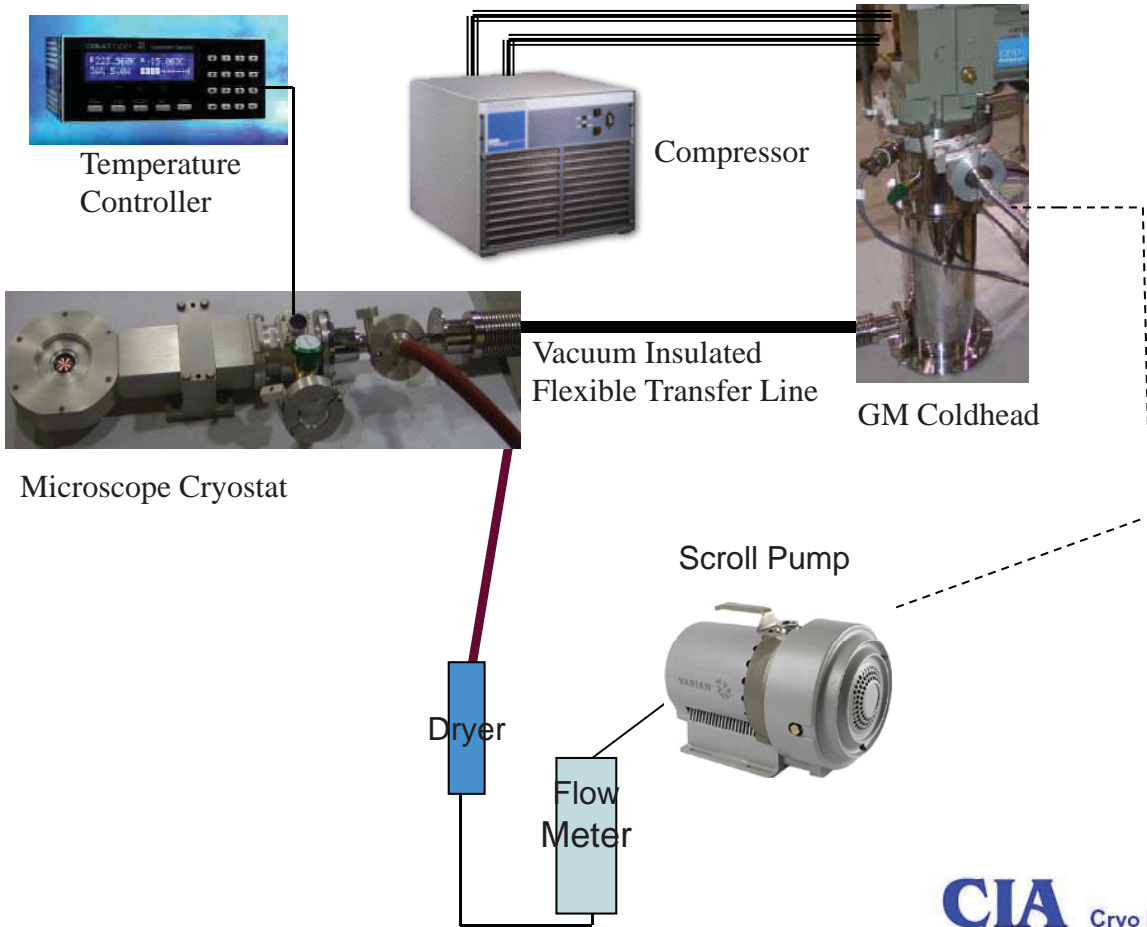 Temperature
Controller
Compressor
Vacuum Insulated
Flexible Transfer Line
GM Coldhead
Microscope Cryostat
Scroll Pump
VARIAN
Dryer
Flow
Meter
CIA Cryo